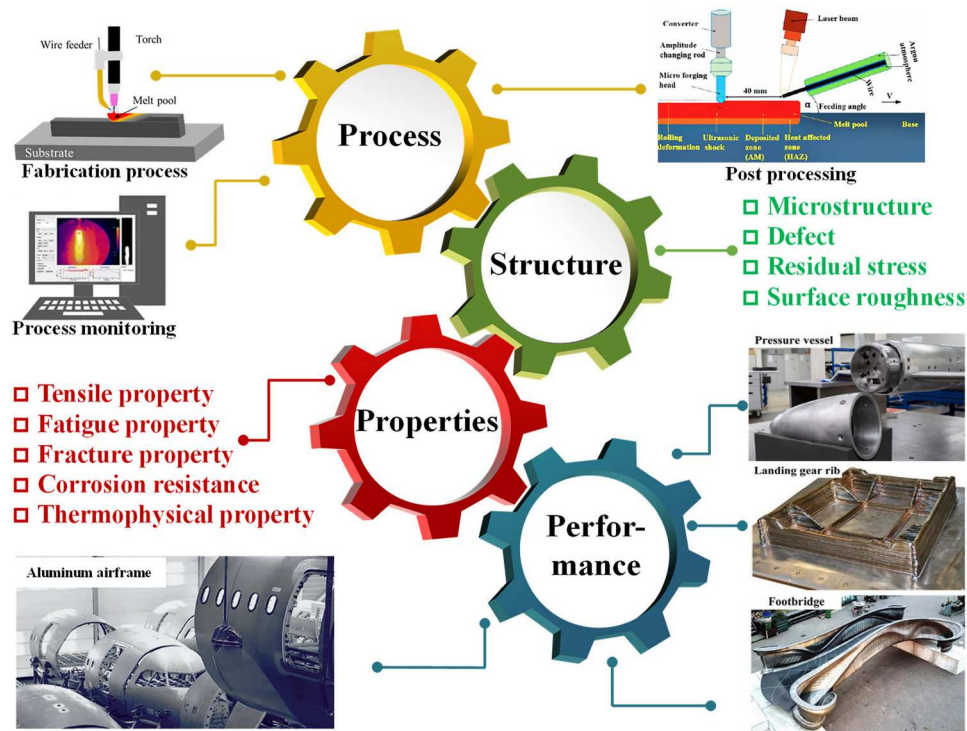 Wire feeder
Torch
Melt pool
Substrate
Fabrication process
Process monitoring
Process
Converter
Amplitude
changing rod
Micro forging
head
Laser beam
40 mm
Argon
atmosphere
Wire
α
Feeding angle
V
Melt pool
Rolling
deformation
Ultrasonic
shock
Deposited
zone
(AM)
Heat affected
zone
(HAZ)
Base
Post processing
Structure
Microstructure
Defect
Residual stress
Surface roughness
Properties
Tensile property
Fatigue property
Fracture property
Corrosion resistance
Thermophysical property
Perfor-
mance
Pressure vessel
Landing gear rib
Footbridge
Aluminum airframe